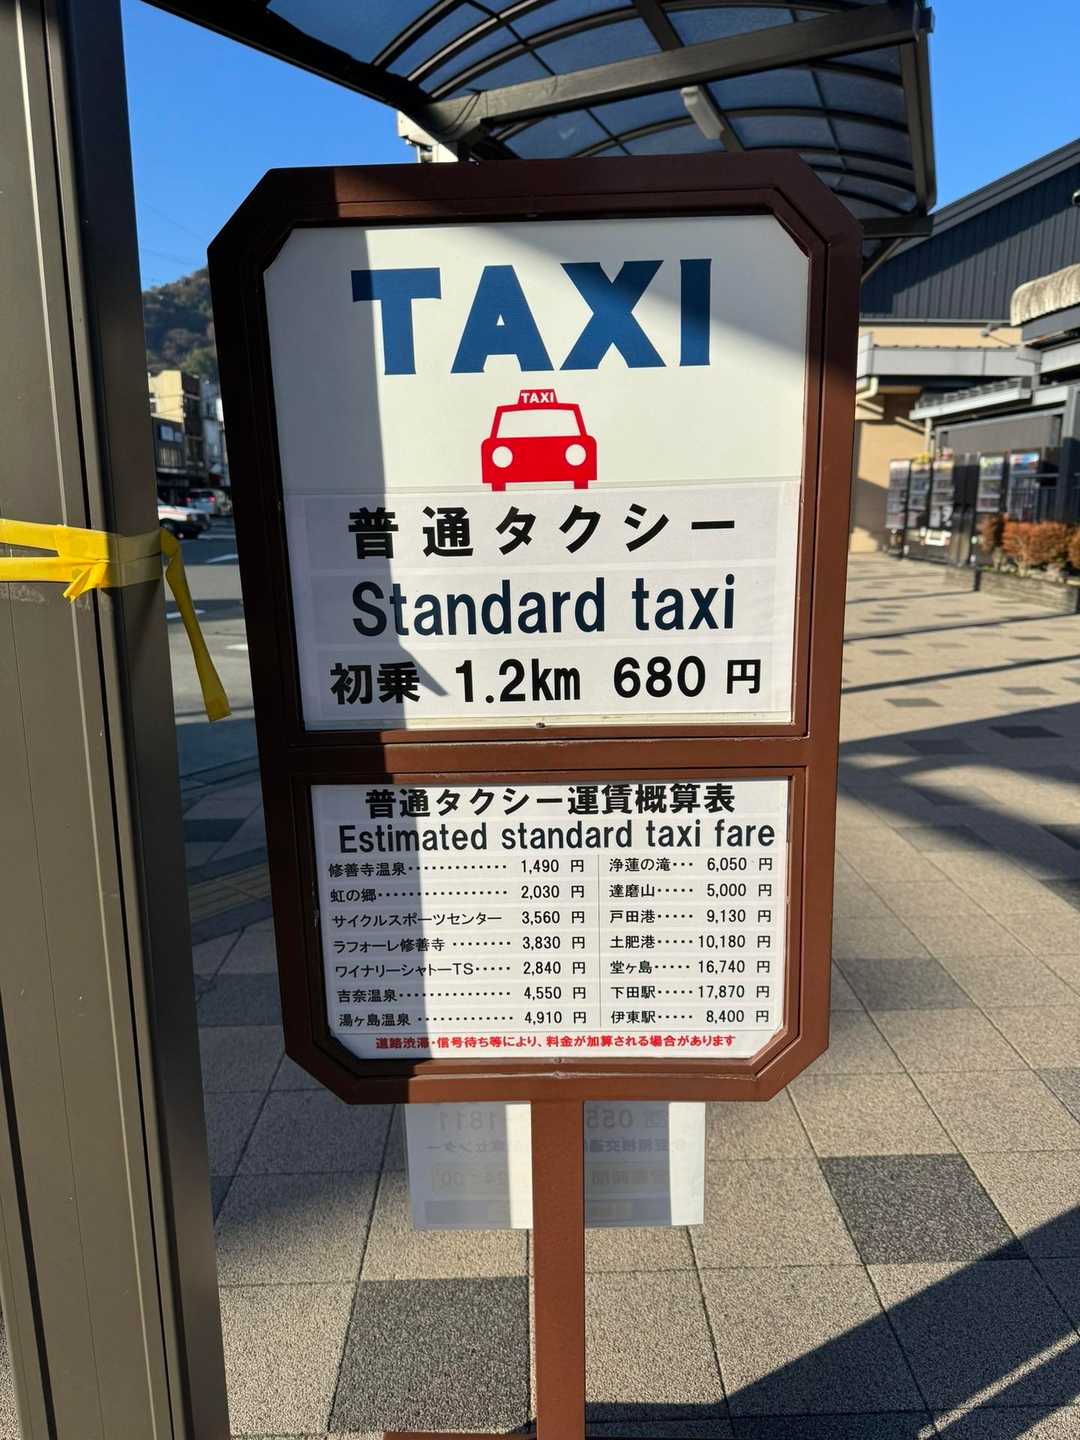 TAXI
TAXI
普通タクシー
Standard taxi
初乗 1.2km 680円
普通タクシー運賃概算表
Estimated standard taxi fare
修善寺温泉············ 1,490 円
虹の郷················· 2,030 円
サイクルスポーツセンター 3,560 円
ラフォーレ修善寺 ········ 3,830 円
ワイナリーシャトーTS····· 2,840 円
吉奈温泉··············· 4,550 円
湯ヶ島温泉 ············· 4,910 円
浄蓮の滝··· 6,050 円
達磨山····· 5,000 円
戸田港····· 9,130 円
土肥港····· 10,180 円
堂ヶ島····· 16,740 円
下田駅····· 17,870 円
伊東駅····· 8,400 円
道路渋滞・信号待ち等により、料金が加算される場合があります